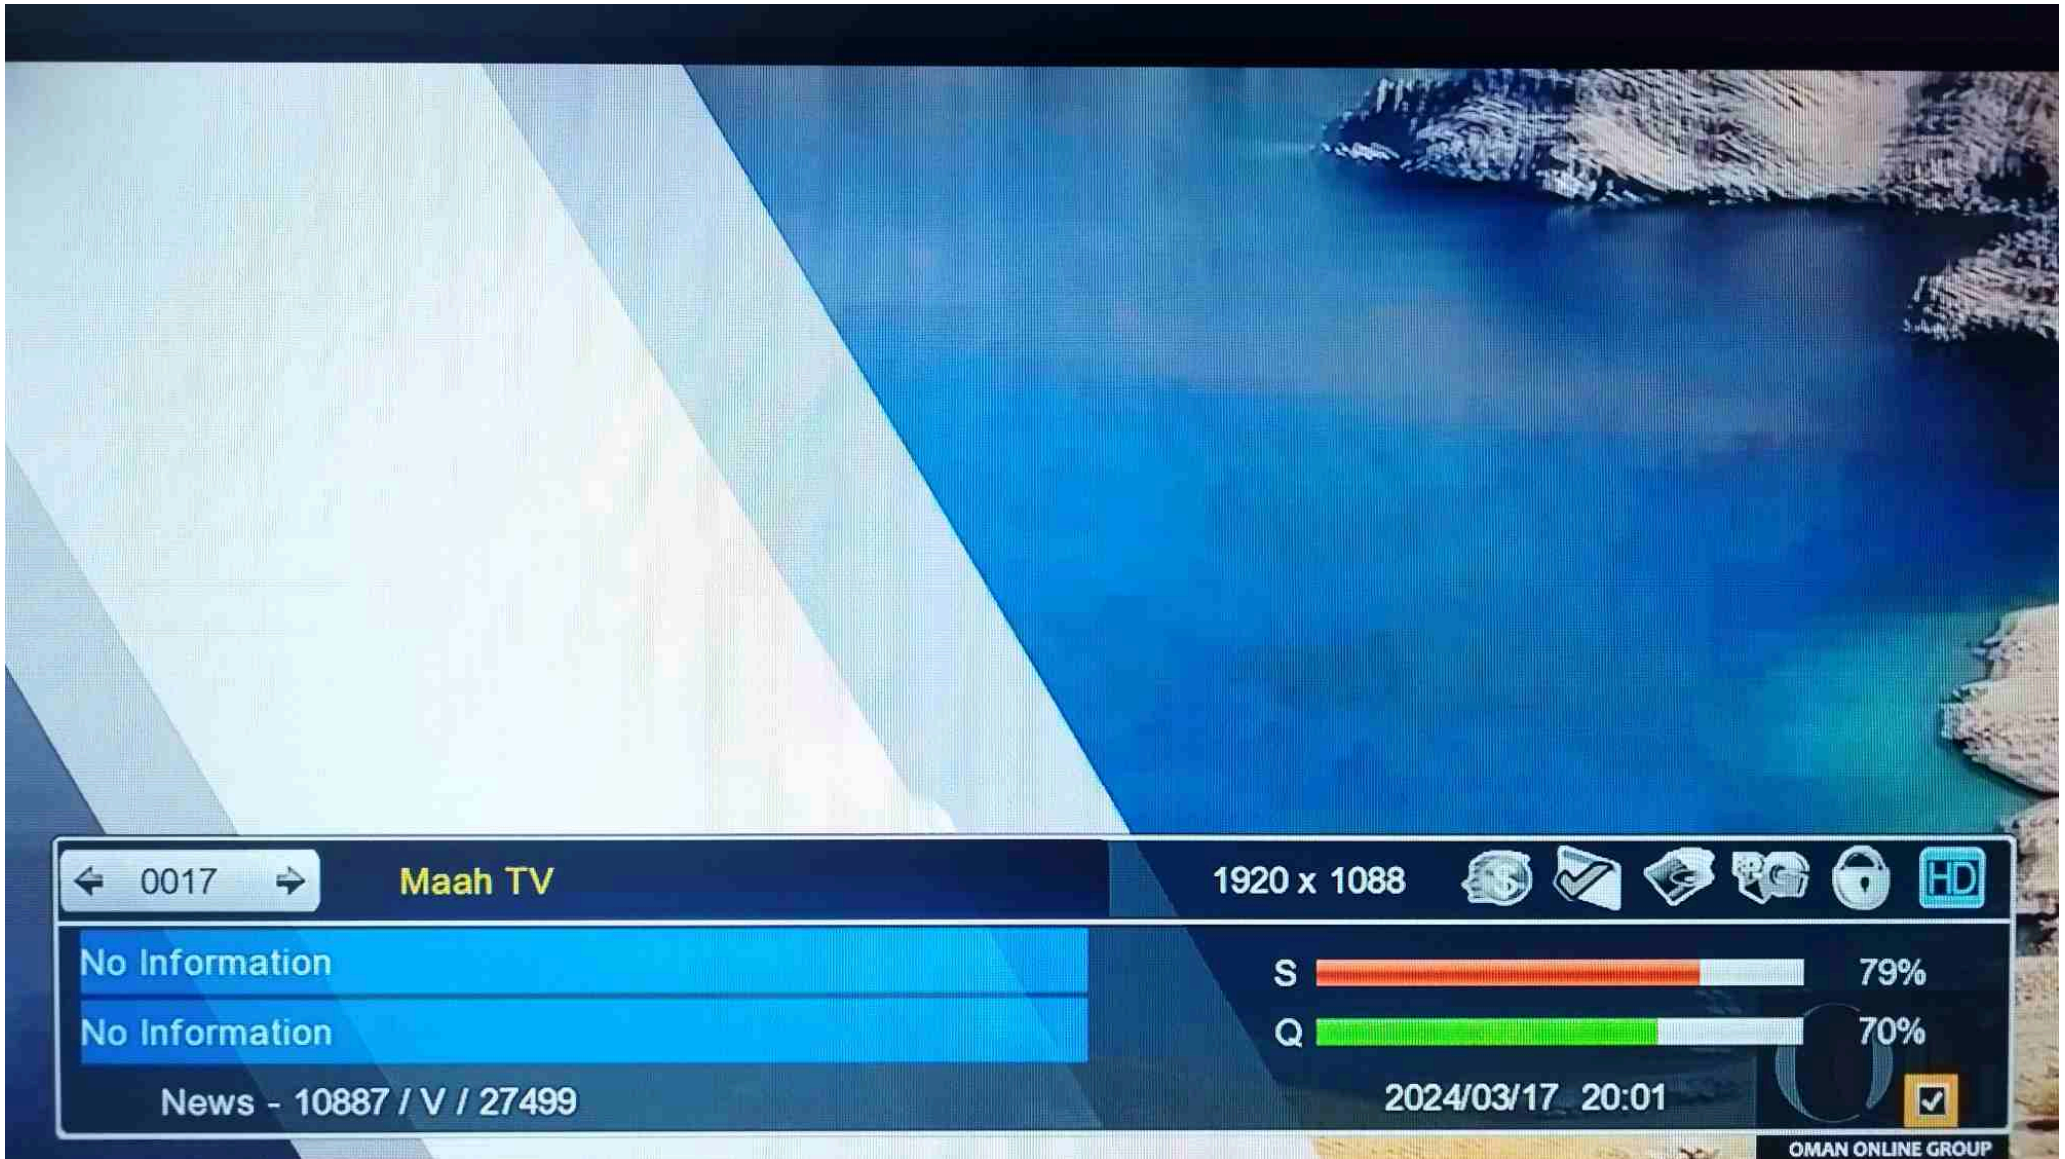 0017
Maah TV
1920 x 1088
HD
No Information
S 79%
No Information
Q 70%
News - 10887 / V / 27499
2024/03/17 20:01
OMAN ONLINE GROUP